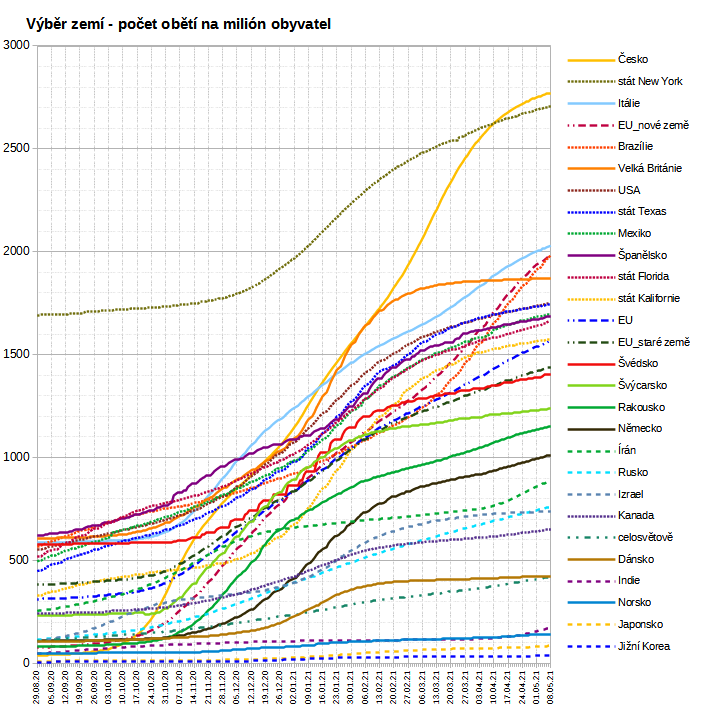 Výběr zemí - počet obětí na milión obyvatel
3000
2500
2000
1500
1000
500
0
29.08.20
05.09.20
12.09.20
19.09.20
26.09.20
03.10.20
10.10.20
17.10.20
24.10.20
31.10.20
07.11.20
14.11.20
21.11.20
28.11.20
05.12.20
12.12.20
19.12.20
26.12.20
02.01.21
09.01.21
16.01.21
23.01.21
30.01.21
06.02.21
13.02.21
20.02.21
27.02.21
06.03.21
13.03.21
20.03.21
27.03.21
03.04.21
10.04.21
17.04.21
24.04.21
01.05.21
08.05.21
Česko
stát New York
Itálie
EU_nové země
Brazílie
Velká Británie
USA
stát Texas
Mexiko
Španělsko
stát Florida
stát Kalifornie
EU
EU_staré země
Švédsko
Švýcarsko
Rakousko
Německo
Írán
Rusko
Izrael
Kanada
celosvětově
Dánsko
Indie
Norsko
Japonsko
Jižní Korea